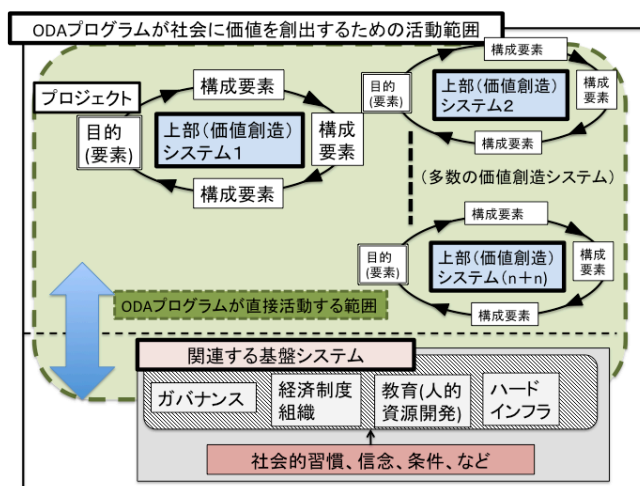 ODAプログラムが社会に価値を創出するための活動範囲
プロジェクト
構成要素
目的
(要素)
上部(価値創造)
システム1
構成
要素
構成要素
構成要素
目的
(要素)
上部(価値創造)
システム2
構成
要素
構成要素
(多数の価値創造システム)
構成要素
目的
(要素)
上部(価値創造)
システム(n+n)
構成
要素
構成要素
ODAプログラムが直接活動する範囲
関連する基盤システム
ガバナンス
経済制度
組織
教育(人的
資源開発)
ハード
インフラ
社会的習慣、信念、条件、など